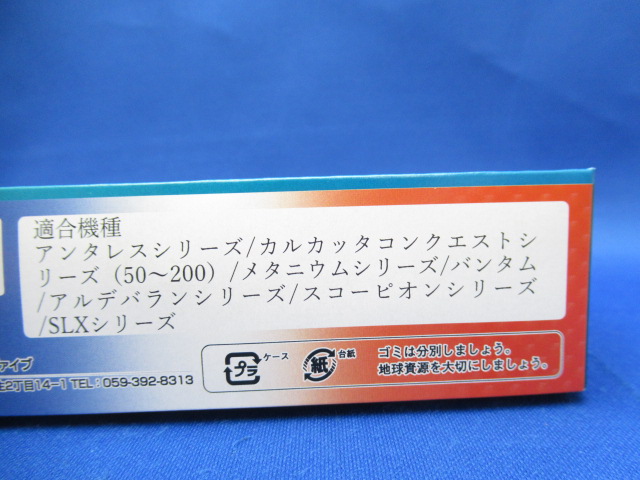 適合機種
アンタレスシリーズ/カルカッタコンクエストシ
リーズ（50～200）/メタニウムシリーズ/バンタム
/アルデバランシリーズ/スコーピオンシリーズ
/SLXシリーズ
プラ ケース 紙 台紙
ゴミは分別しましょう。
地球資源を大切にしましょう。
ァイブ
2丁目14-1 TEL:059-392-8313